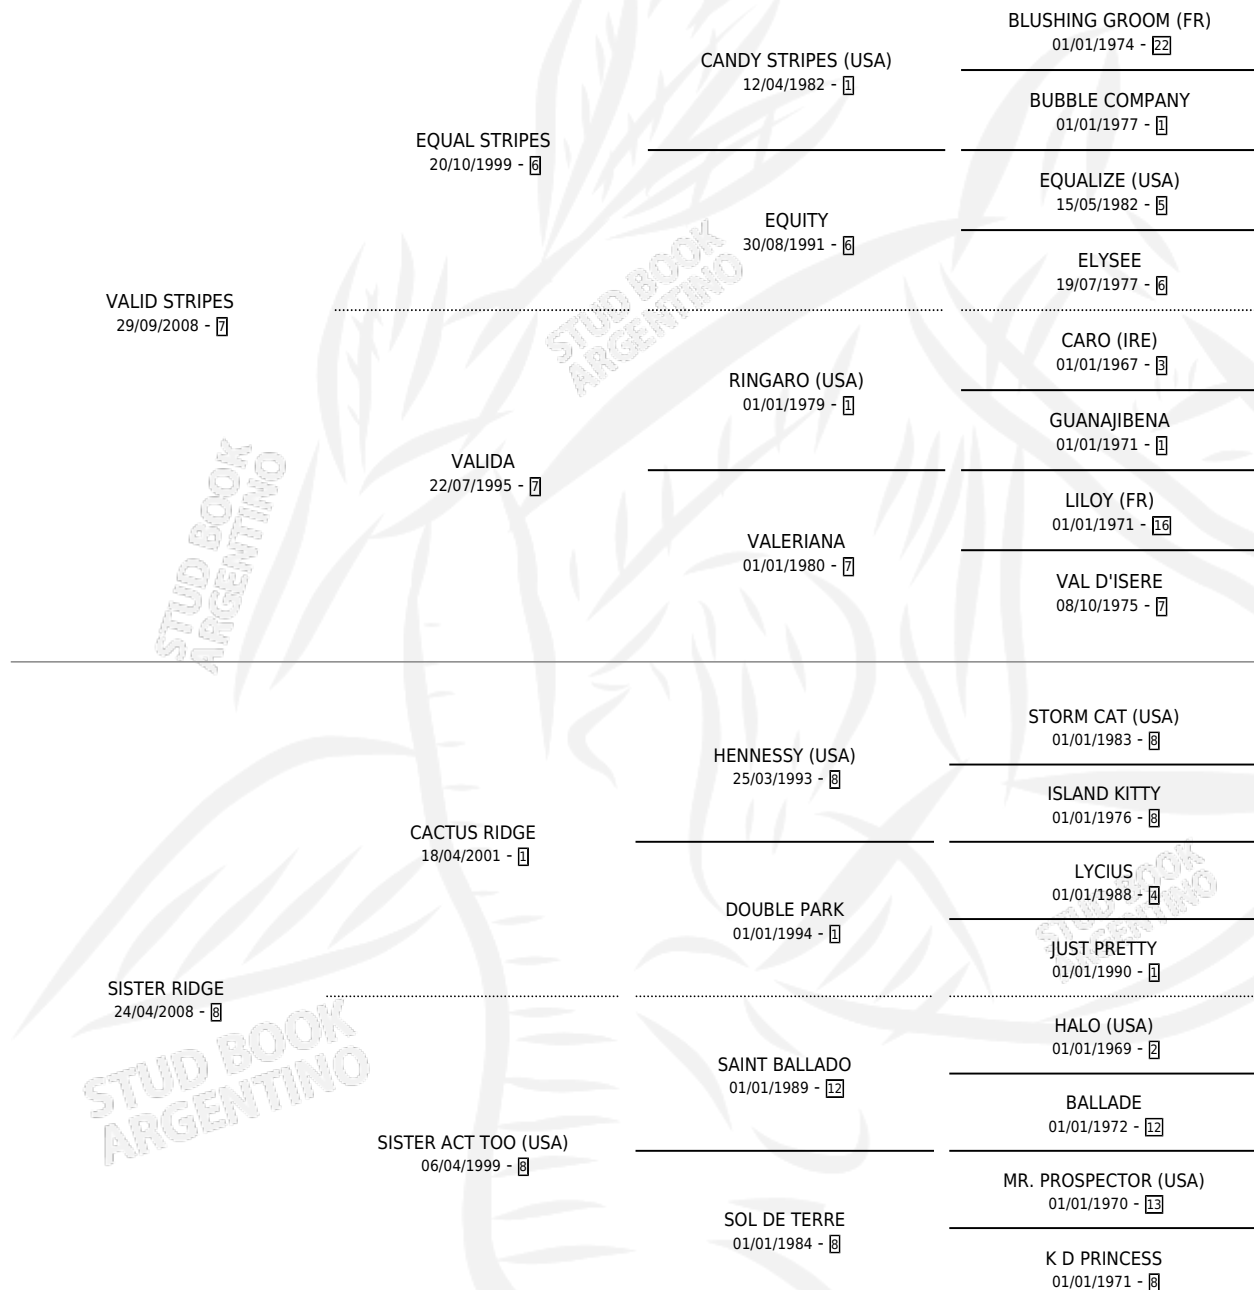 BLUSHING GROOM (FR)
01/01/1974 - 22
CANDY STRIPES (USA)
12/04/1982 - 1
BUBBLE COMPANY
01/01/1977 - 1
EQUAL STRIPES
20/10/1999 - 6
EQUALIZE (USA)
15/05/1982 - 5
EQUITY
30/08/1991 - 6
ELYSEE
19/07/1977 - 6
VALID STRIPES
29/09/2008 - 7
CARO (IRE)
01/01/1967 - 3
RINGARO (USA)
01/01/1979 - 1
GUANAJIBENA
01/01/1971 - 1
VALIDA
22/07/1995 - 7
LILOY (FR)
01/01/1971 - 16
VALERIANA
01/01/1980 - 7
VAL D'ISERE
08/10/1975 - 7
STORM CAT (USA)
01/01/1983 - 8
HENNESSY (USA)
25/03/1993 - 8
ISLAND KITTY
01/01/1976 - 8
CACTUS RIDGE
18/04/2001 - 1
LYCIUS
01/01/1988 - 4
DOUBLE PARK
01/01/1994 - 1
JUST PRETTY
01/01/1990 - 1
SISTER RIDGE
24/04/2008 - 8
HALO (USA)
01/01/1969 - 2
SAINT BALLADO
01/01/1989 - 12
BALLADE
01/01/1972 - 12
SISTER ACT TOO (USA)
06/04/1999 - 8
MR. PROSPECTOR (USA)
01/01/1970 - 13
SOL DE TERRE
01/01/1984 - 8
K D PRINCESS
01/01/1971 - 8
STUD BOOK
ARGENTINO
STUD BOOK
ARGENTINO
STUD BOOK
ARGENTINO
STUD BOOK
ARGENTINO